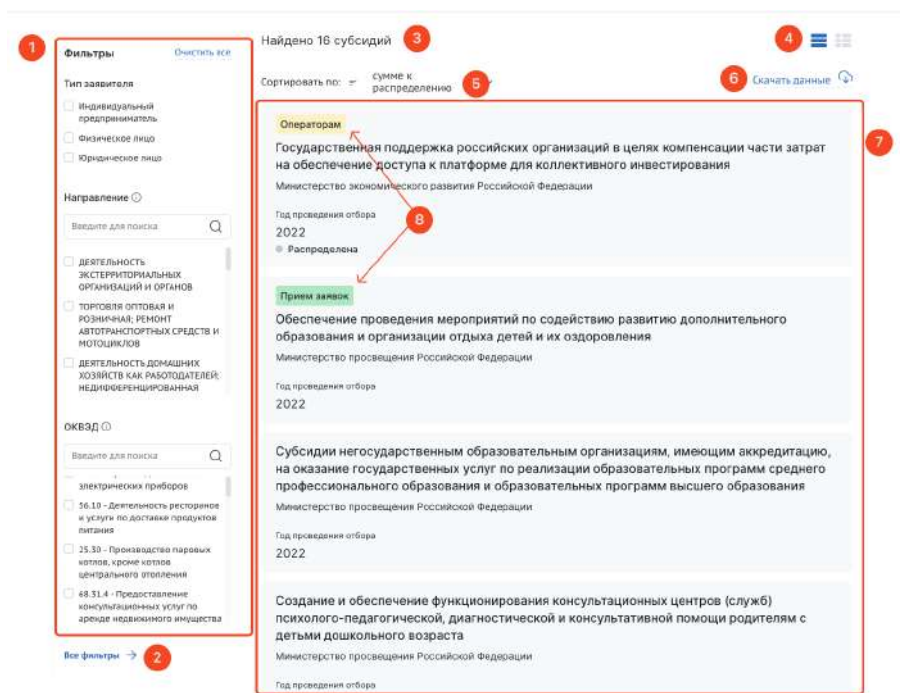 1
Фильтры
Очистить все
Тип заявителя
Индивидуальный
предприниматель
Физическое лицо
Юридическое лицо
Направление
Введите для поиска
ДЕЯТЕЛЬНОСТЬ
ЭКСТЕРРИТОРИАЛЬНЫХ
ОРГАНИЗАЦИЙ И ОРГАНОВ
ТОРГОВЛЯ ОПТОВАЯ И
РОЗНИЧНАЯ; РЕМОНТ
АВТОТРАНСПОРТНЫХ СРЕДСТВ И
МОТОЦИКЛОВ
ДЕЯТЕЛЬНОСТЬ ДОМАШНИХ
ХОЗЯЙСТВ КАК РАБОТОДАТЕЛЕЙ;
НЕДИФФЕРЕНЦИРОВАННАЯ
ОКВЭД
Введите для поиска
электрических приборов
56.10 - Деятельность ресторанов
и услуги по доставке продуктов
питания
25.30 - Производство паровых
котлов, кроме котлов
центрального отопления
68.31.4 - Предоставление
консультационных услуг по
аренде недвижимого имущества
Все фильтры → 2
Найдено 16 субсидий 3
4
Сортировать по:
сумме к
распределению 5
6 Скачать данные
7
Операторам
Государственная поддержка российских организаций в целях компенсации части затрат
на обеспечение доступа к платформе для коллективного инвестирования
Министерство экономического развития Российской Федерации
Год проведения отбора
8
2022
Распределена
Прием заявок
Обеспечение проведения мероприятий по содействию развитию дополнительного
образования и организации отдыха детей и их оздоровления
Министерство просвещения Российской Федерации
Год проведения отбора
2022
Субсидии негосударственным образовательным организациям, имеющим аккредитацию,
на оказание государственных услуг по реализации образовательных программ среднего
профессионального образования и образовательных программ высшего образования
Министерство просвещения Российской Федерации
Год проведения отбора
2022
Создание и обеспечение функционирования консультационных центров (служб)
психолого-педагогической, диагностической и консультативной помощи родителям с
детьми дошкольного возраста
Министерство просвещения Российской Федерации
Год проведения отбора